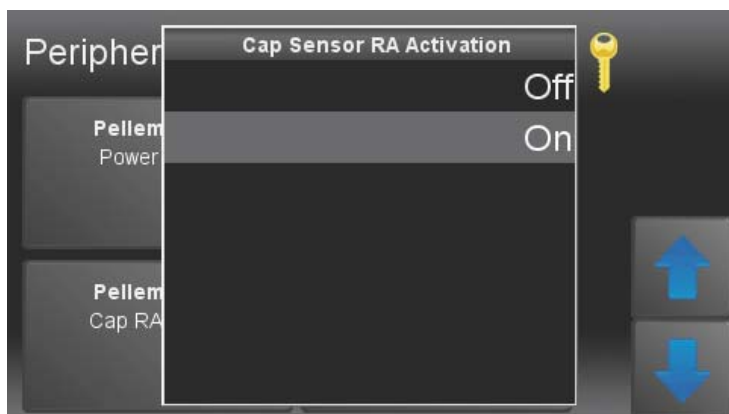 Peripher
Cap Sensor RA Activation
Off
On
Pellem
Power
Pellem
Cap RA